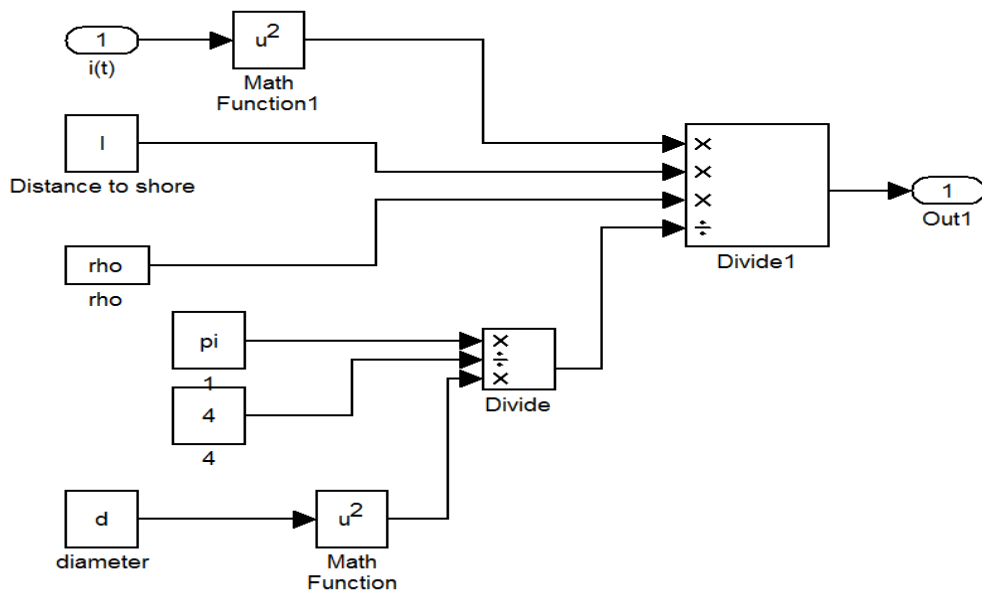 1
i(t)
u²
Math
Function1
l
Distance to shore
rho
rho
pi
1
4
4
d
diameter
u²
Math
Function
×
÷
×
Divide
×
×
×
÷
Divide1
1
Out1